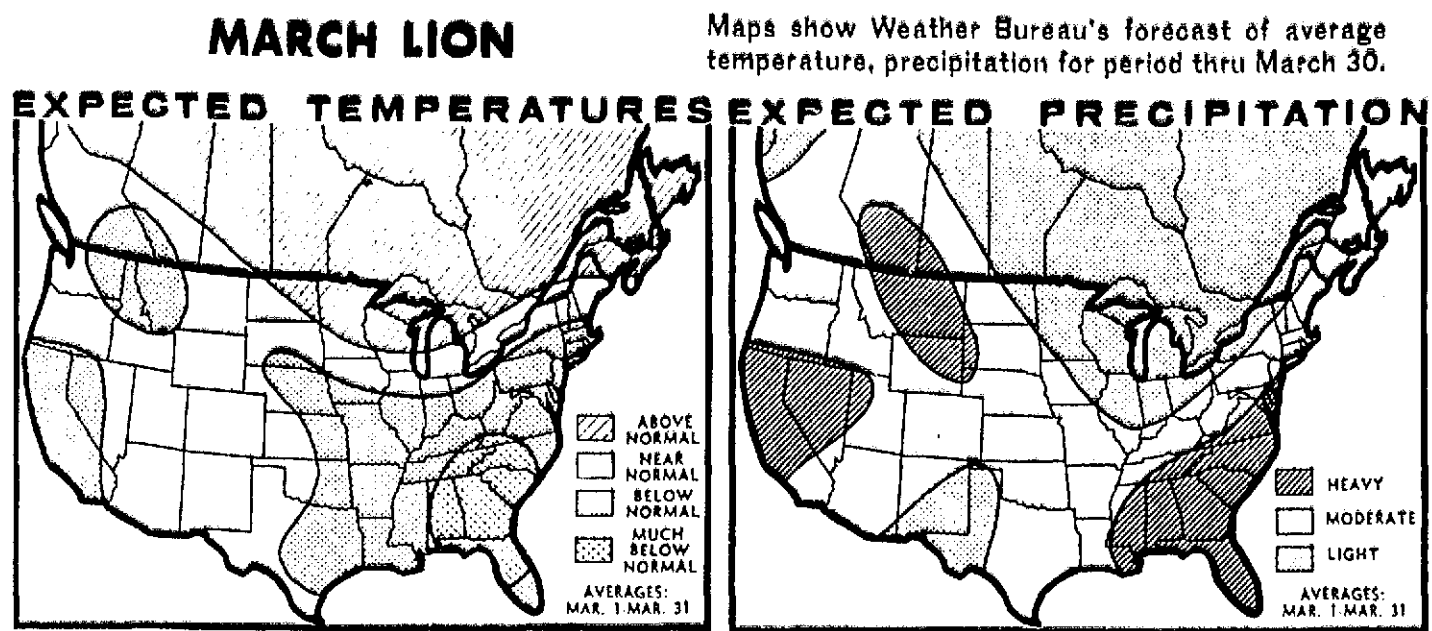 MARCH LION
Maps show Weather Bureau's forecast of average
temperature, precipitation for period thru March 30.
EXPECTED TEMPERATURES
ABOVE
NORMAL
NEAR
NORMAL
BELOW
NORMAL
MUCH
BELOW
NORMAL
AVERAGES:
MAR. 1-MAR. 31
EXPECTED PRECIPITATION
HEAVY
MODERATE
LIGHT
AVERAGES:
MAR. 1-MAR. 31